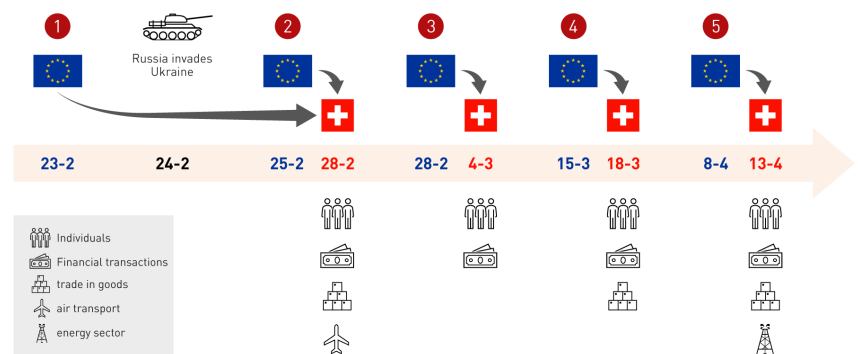 1
2
3
4
5
Russia invades
Ukraine
23-2
24-2
25-2
28-2
28-2
4-3
15-3
18-3
8-4
13-4
Individuals
Financial transactions
trade in goods
air transport
energy sector